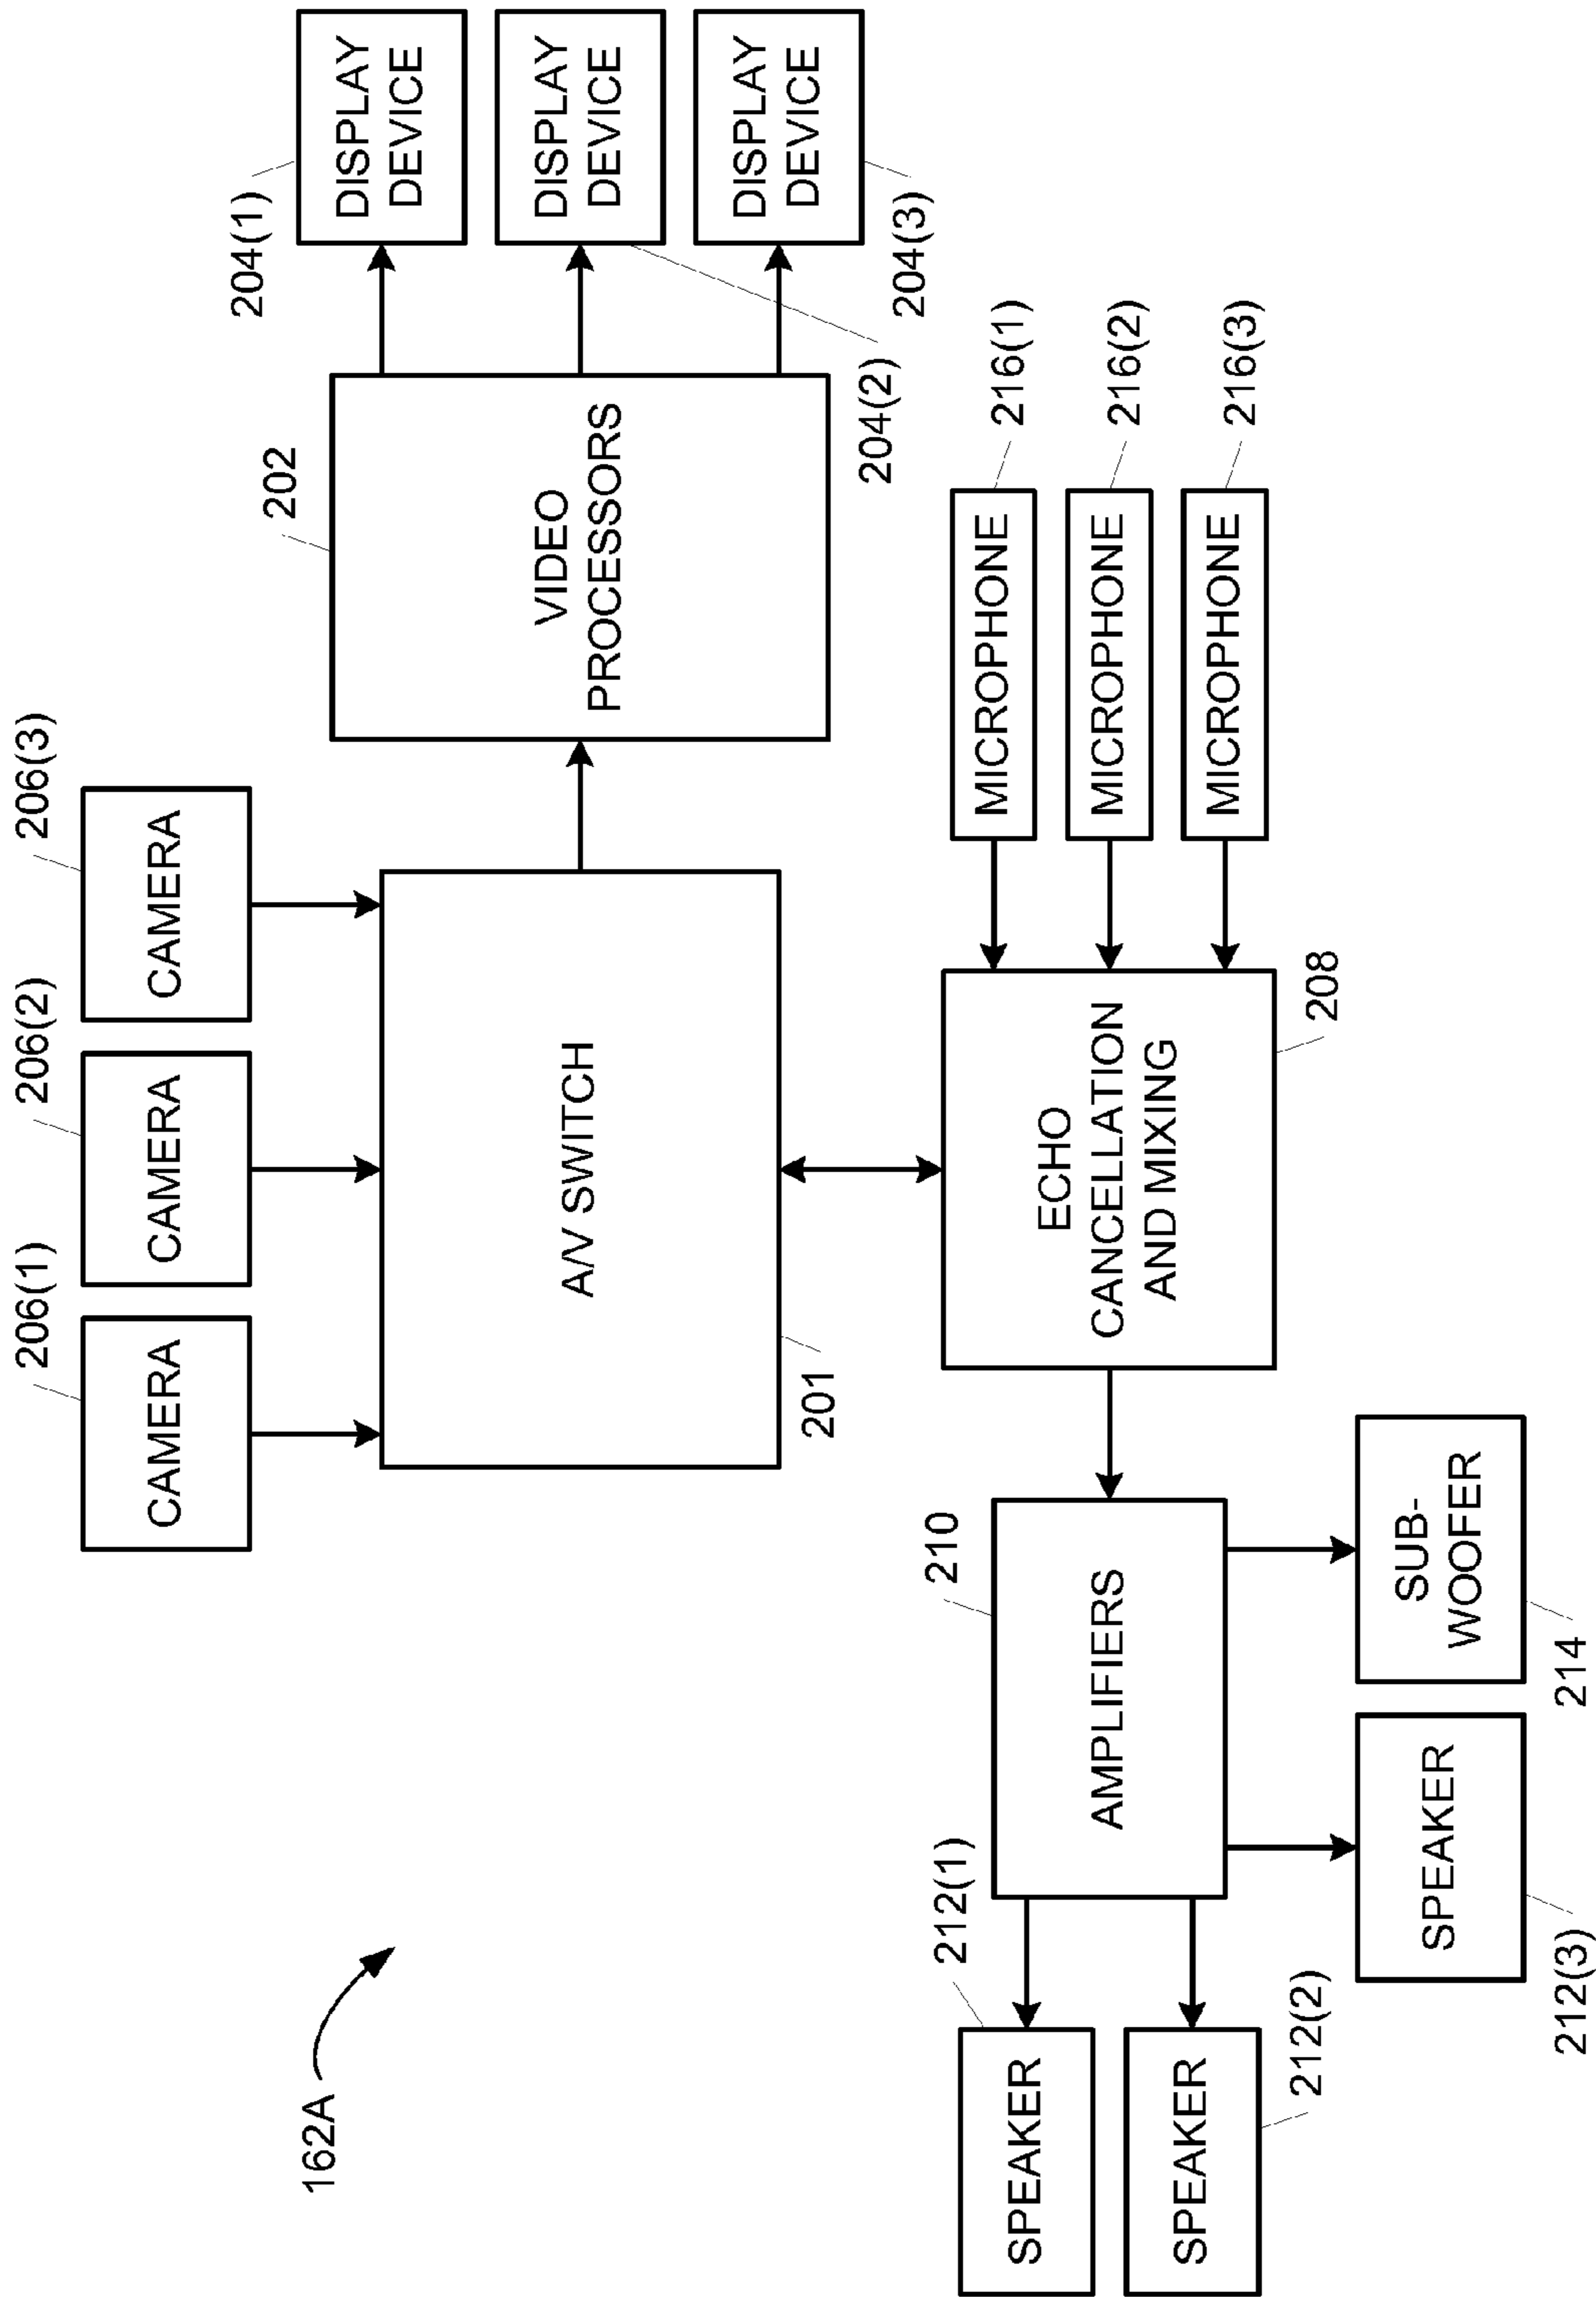 162A
206(1)
206(2)
206(3)
CAMERA
CAMERA
CAMERA
A/V SWITCH
201
202
VIDEO
PROCESSORS
204(1)
DISPLAY
DEVICE
DISPLAY
DEVICE
DISPLAY
DEVICE
204(2)
204(3)
212(1)
SPEAKER
SPEAKER
212(2)
210
AMPLIFIERS
SPEAKER
212(3)
SUB-
WOOFER
214
ECHO
CANCELLATION
AND MIXING
208
MICROPHONE
216(1)
MICROPHONE
216(2)
MICROPHONE
216(3)